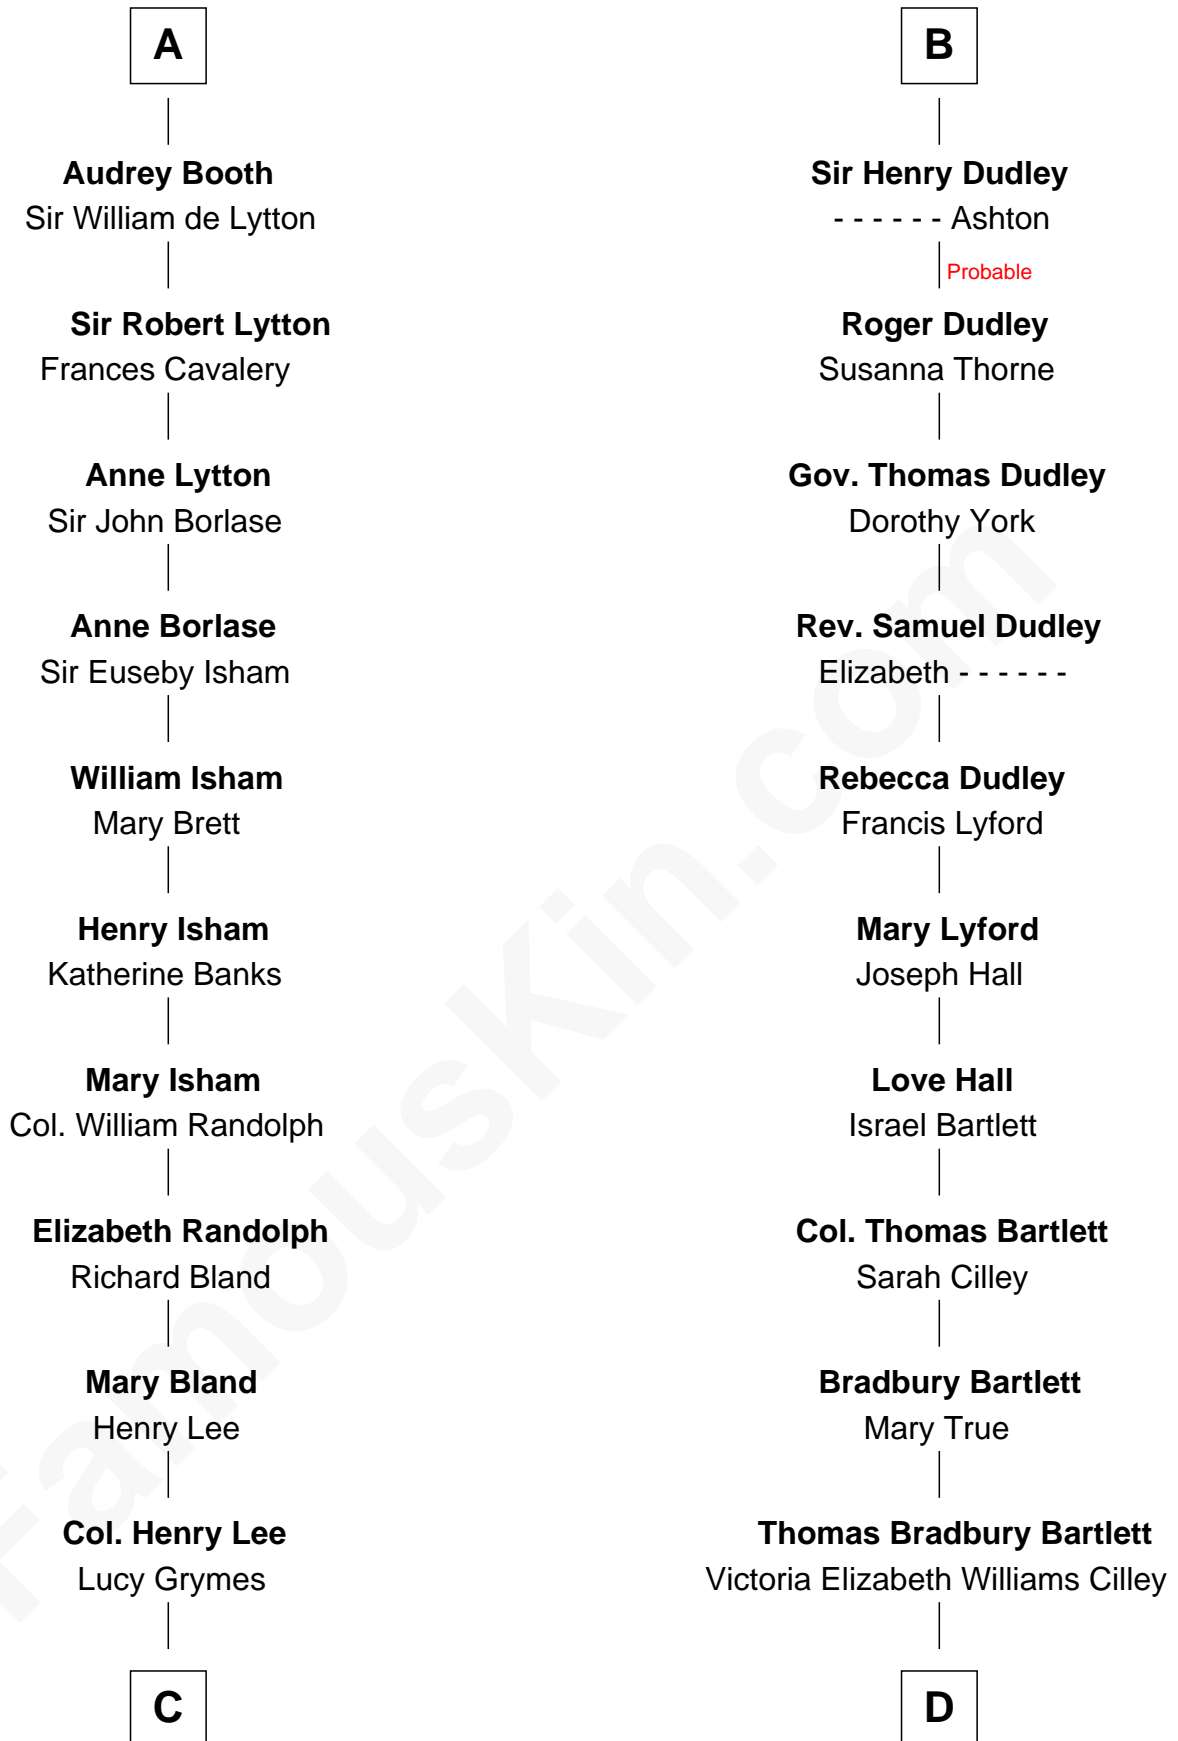 A
Audrey Booth
Sir William de Lytton
Sir Robert Lytton
Frances Cavalery
Anne Lytton
Sir John Borlase
Anne Borlase
Sir Euseby Isham
William Isham
Mary Brett
Henry Isham
Katherine Banks
Mary Isham
Col. William Randolph
Elizabeth Randolph
Richard Bland
Mary Bland
Henry Lee
Col. Henry Lee
Lucy Grymes
C
B
Sir Henry Dudley
- - - - - - Ashton
Probable
Roger Dudley
Susanna Thorne
Gov. Thomas Dudley
Dorothy York
Rev. Samuel Dudley
Elizabeth - - - - - -
Rebecca Dudley
Francis Lyford
Mary Lyford
Joseph Hall
Love Hall
Israel Bartlett
Col. Thomas Bartlett
Sarah Cilley
Bradbury Bartlett
Mary True
Thomas Bradbury Bartlett
Victoria Elizabeth Williams Cilley
D
FamousKin.com